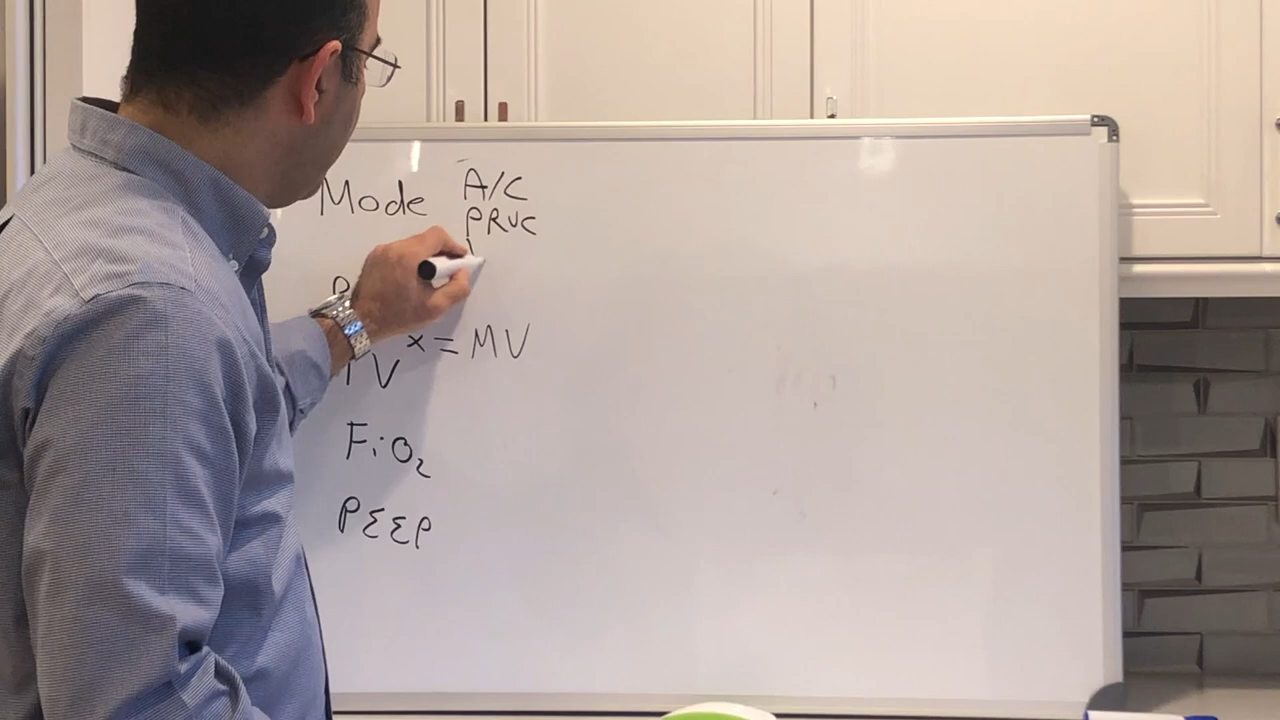 Mode A/C
PRVC
x = MV
TV
FiO₂
PEEP